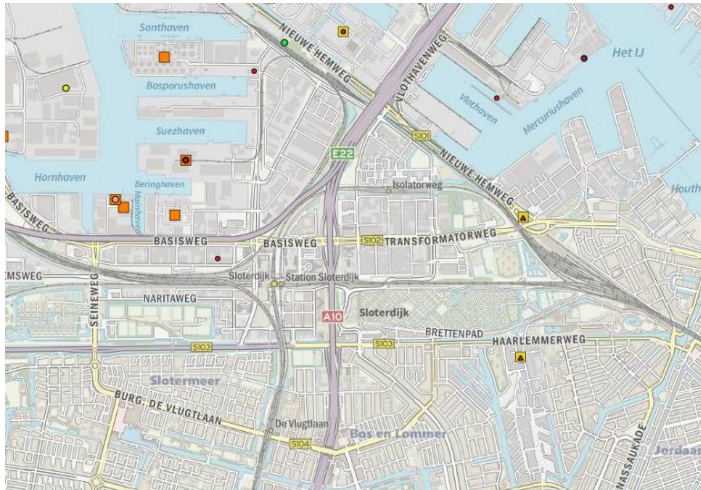 Sonthaven
NIEUWE HEMWEG
VLOTHAVENWEG
Het IJ
Bosporushaven
Vlothaven
Mercuriushaven
Suezhaven
S101
E22
NIEUWE HEMWEG
Hornhaven
Beringhaven
Isolatorweg
Houth
BASISWEG
BASISWEG
BASISWEG
S102
TRANSFORMATORWEG
EMSWEG
Sloterdijk
Station Sloterdijk
SEINEWEG
NARITAWEG
A10
Sloterdijk
BRETTENPAD
S103
S103
HAARLEMMERWEG
Slotermeer
BURG. DE VLUGTLAAN
De Vlugtlaan
S104
Bos en Lommer
NASSAUKADE
Jordaan